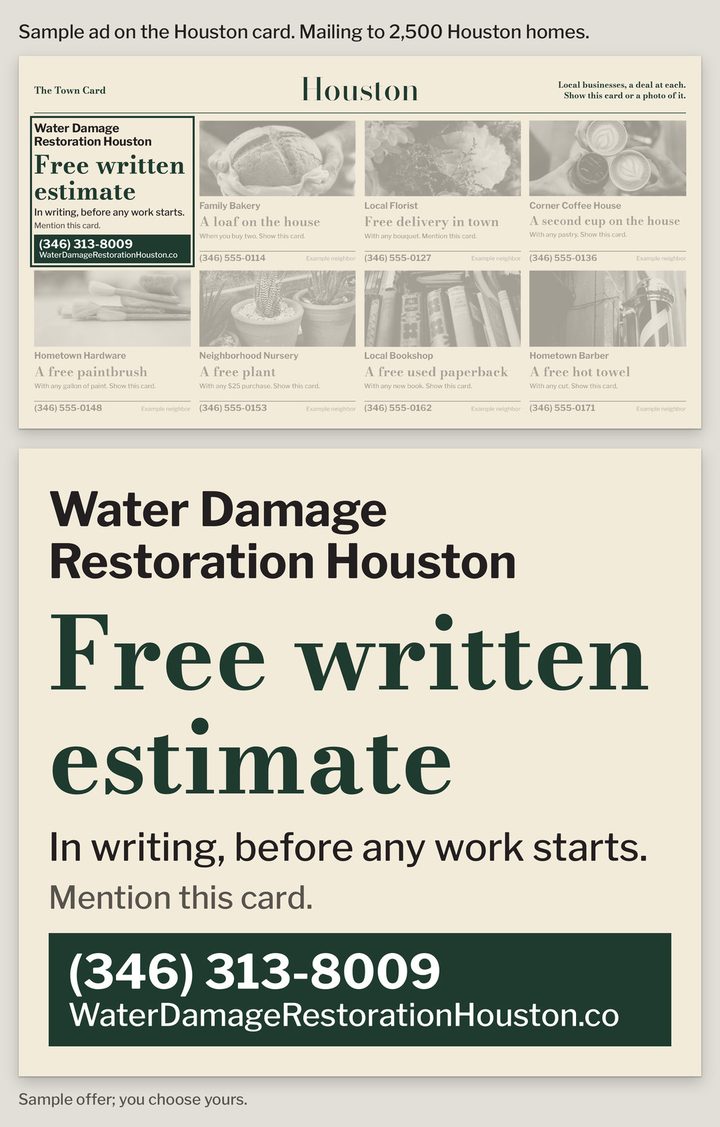 Sample ad on the Houston card. Mailing to 2,500 Houston homes.
The Town Card
Houston
Local businesses, a deal at each.
Show this card or a photo of it.
Water Damage
Restoration Houston
Free written
estimate
In writing, before any work starts.
Mention this card.
(346) 313-8009
WaterDamageRestorationHouston.co
Family Bakery
A loaf on the house
When you buy two. Show this card.
(346) 555-0114
Example neighbor
Local Florist
Free delivery in town
With any bouquet. Mention this card.
(346) 555-0127
Example neighbor
Corner Coffee House
A second cup on the house
With any pastry. Show this card.
(346) 555-0136
Example neighbor
Hometown Hardware
A free paintbrush
With any gallon of paint. Show this card.
(346) 555-0148
Example neighbor
Neighborhood Nursery
A free plant
With any $25 purchase. Show this card.
(346) 555-0153
Example neighbor
Local Bookshop
A free used paperback
With any new book. Show this card.
(346) 555-0162
Example neighbor
Hometown Barber
A free hot towel
With any cut. Show this card.
(346) 555-0171
Example neighbor
Water Damage
Restoration Houston
Free written
estimate
In writing, before any work starts.
Mention this card.
(346) 313-8009
WaterDamageRestorationHouston.co
Sample offer; you choose yours.